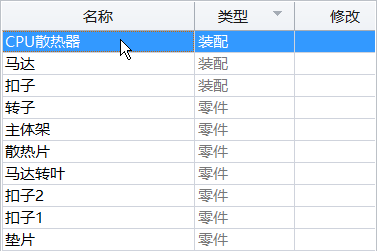 名称 类型 修改
CPU散热器 装配
马达 装配
扣子 装配
转子 零件
主体架 零件
散热片 零件
马达转叶 零件
扣子2 零件
扣子1 零件
垫片 零件